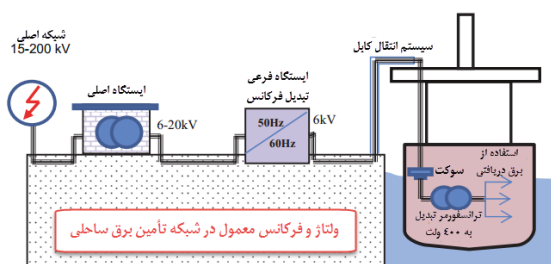 شبکه اصلی
15-200 kV
ایستگاه اصلی
6-20kV
ایستگاه فرعی
تبدیل فرکانس
50Hz
60Hz
6kV
سیستم انتقال کابل
سوکت
استفاده از
برق دریافتی
ترانسفورمر تبدیل
به ٤٠٠ ولت
ولتاژ و فرکانس معمول در شبکه تأمین برق ساحلی